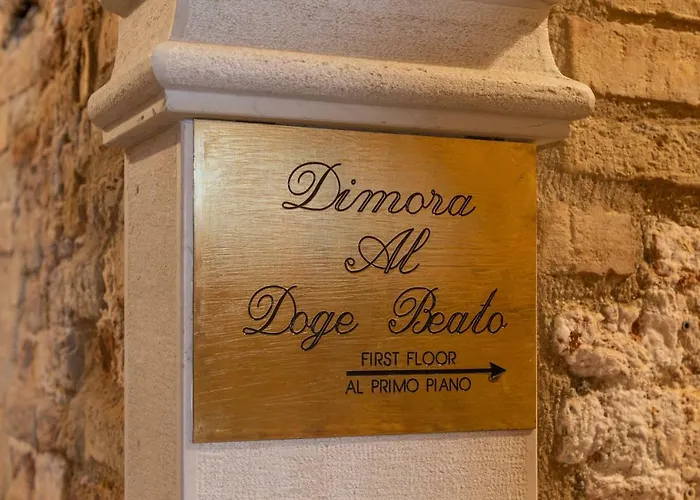 Dimora
Al
Doge Beato
FIRST FLOOR
AL PRIMO PIANO